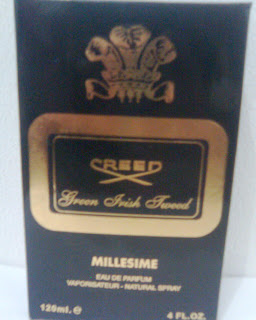 CREED
Green Irish Tweed
MILLESIME
EAU DE PARFUM
VAPORISATEUR - NATURAL SPRAY
120ml. e 4 FL.OZ.